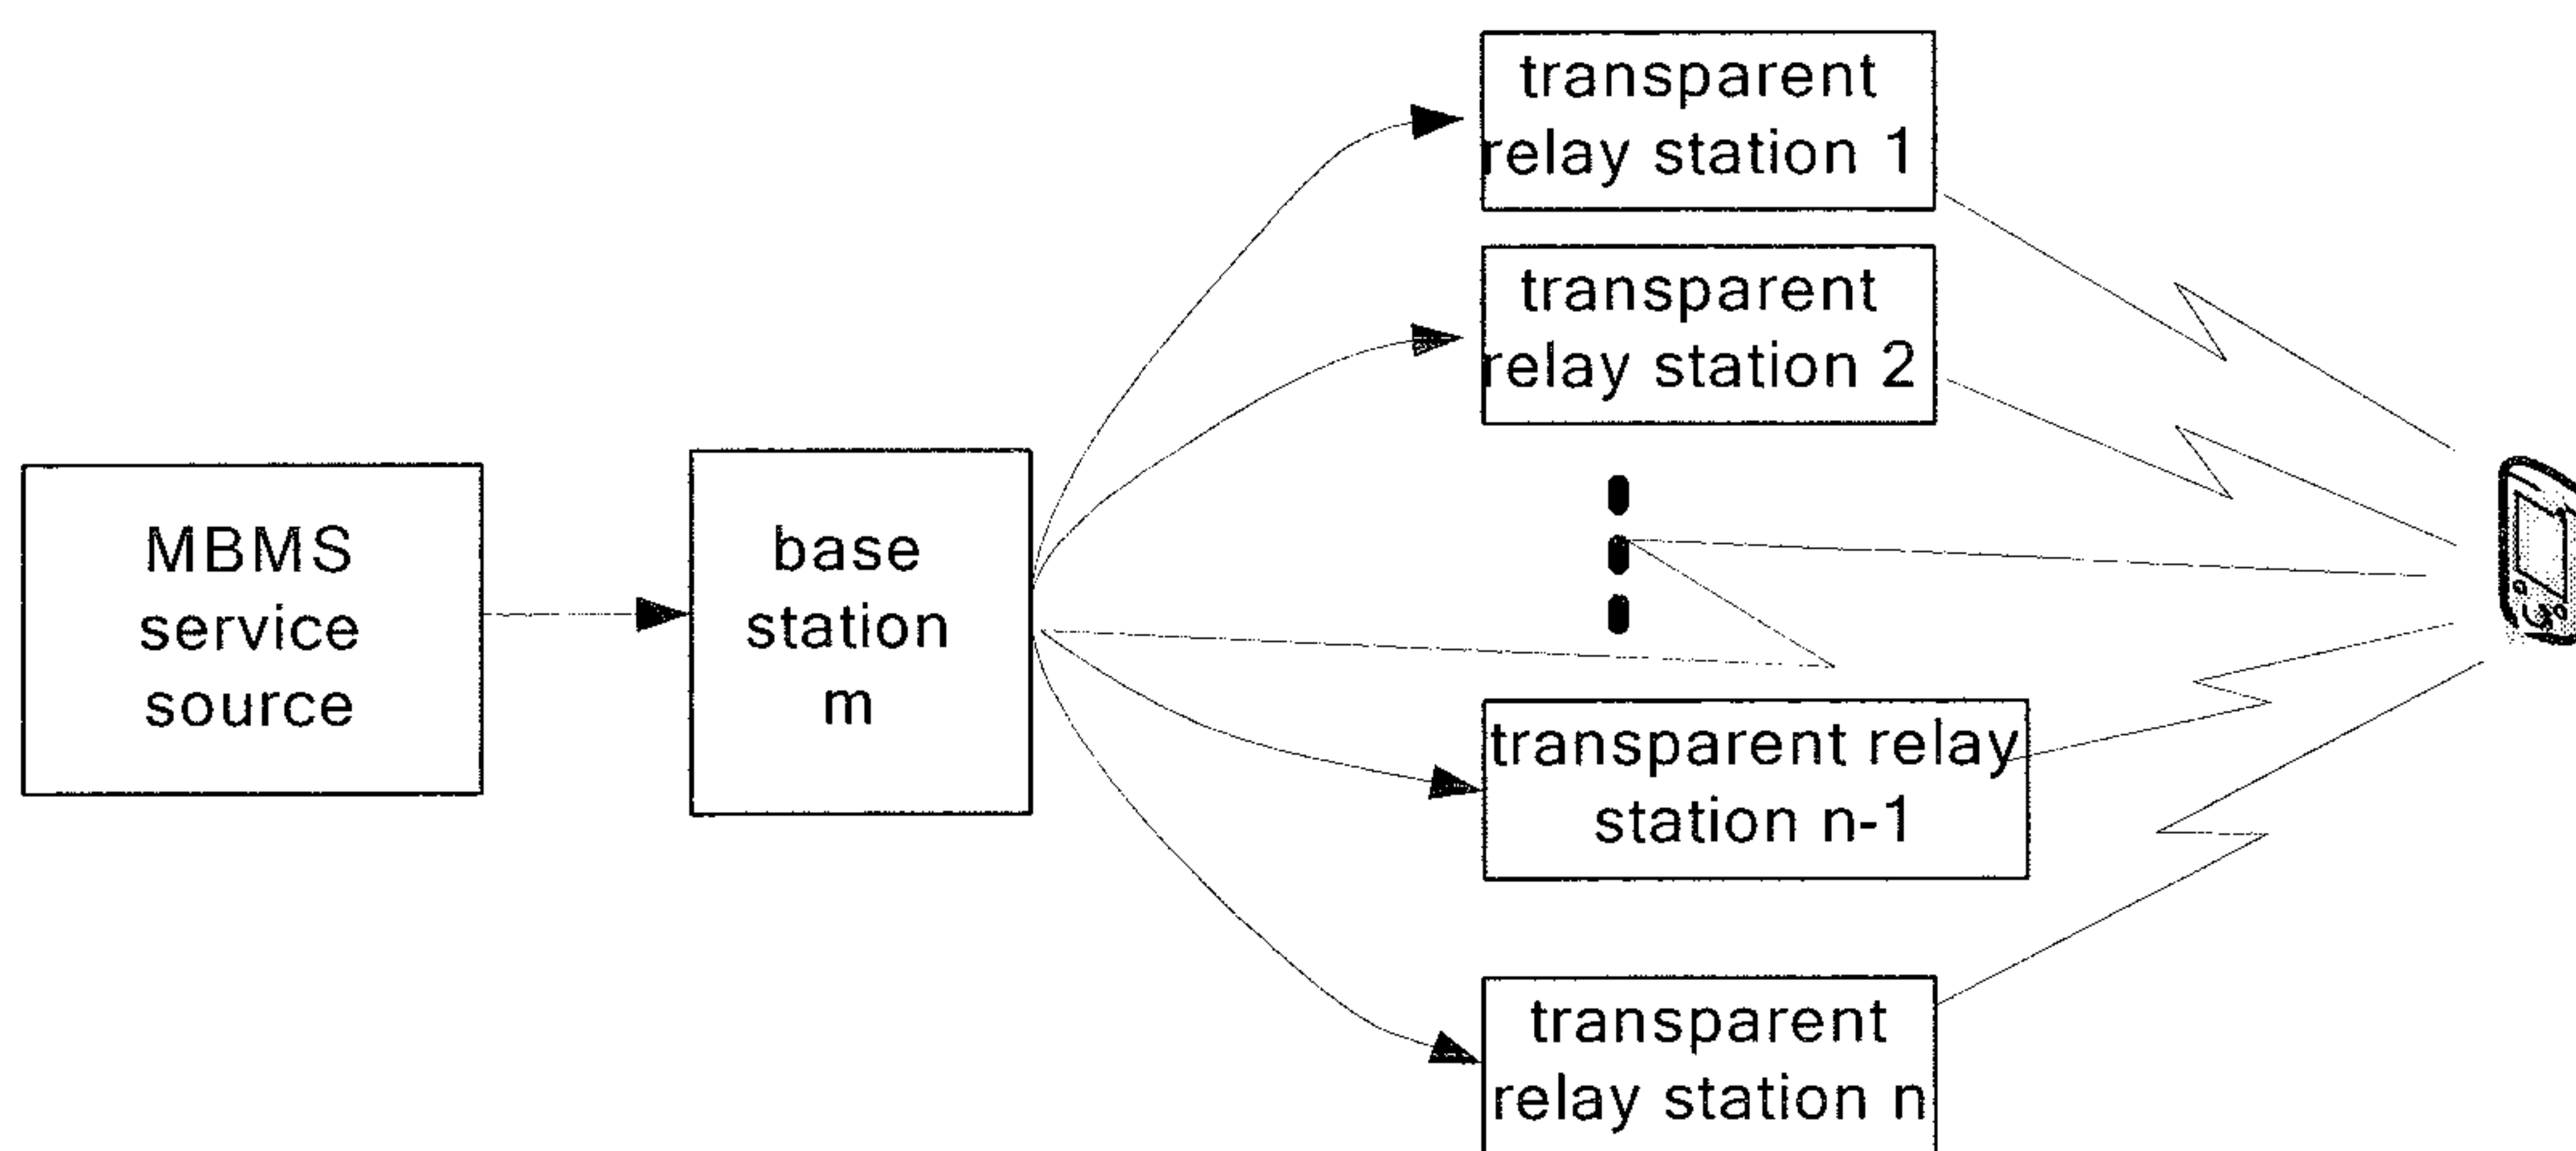 transparent
relay station 1
transparent
relay station 2
MBMS
service
source
base
station
m
transparent relay
station n-1
transparent
relay station n